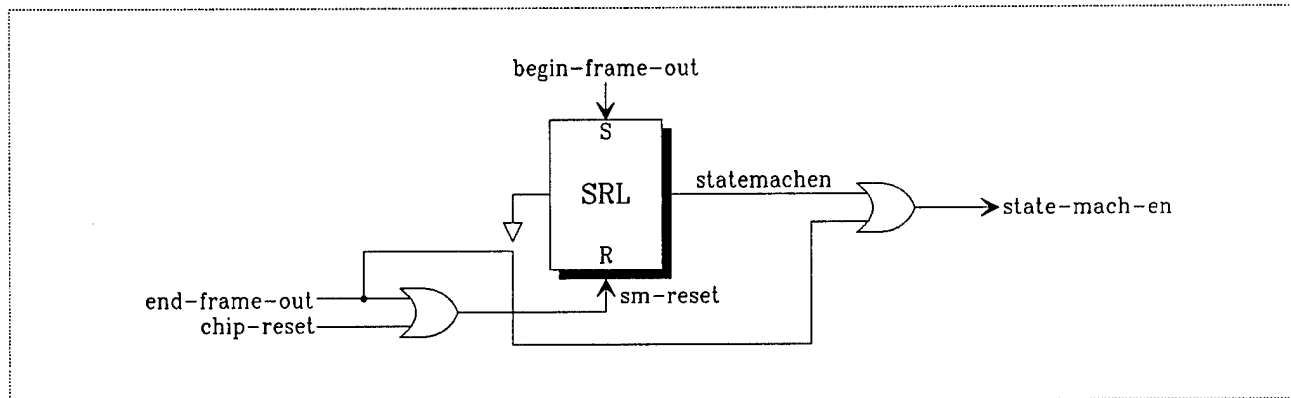 begin-frame-out
S
SRL
statemachen
state-mach-en
R
sm-reset
end-frame-out
chip-reset